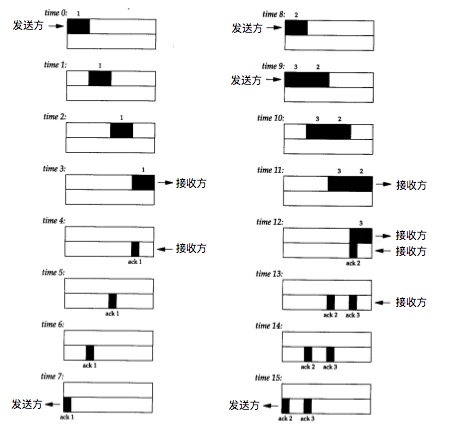 time 0:
1
发送方
time 1:
1
time 2:
1
time 3:
1
接收方
time 4:
接收方
ack 1
time 5:
ack 1
time 6:
ack 1
time 7:
发送方
ack 1
time 8:
2
发送方
time 9:
3 2
发送方
time 10:
3 2
time 11:
3 2
接收方
time 12:
3
接收方
接收方
ack 2
time 13:
接收方
ack 2 ack 3
time 14:
ack 2 ack 3
time 15:
发送方
ack 2 ack 3